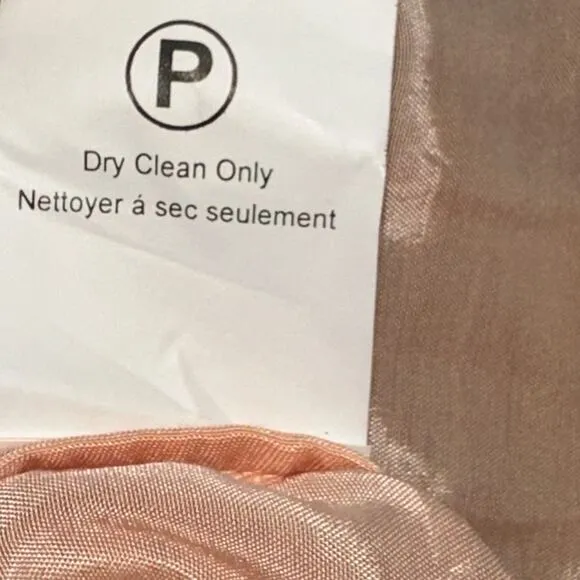 P
Dry Clean Only
Nettoyer á sec seulement